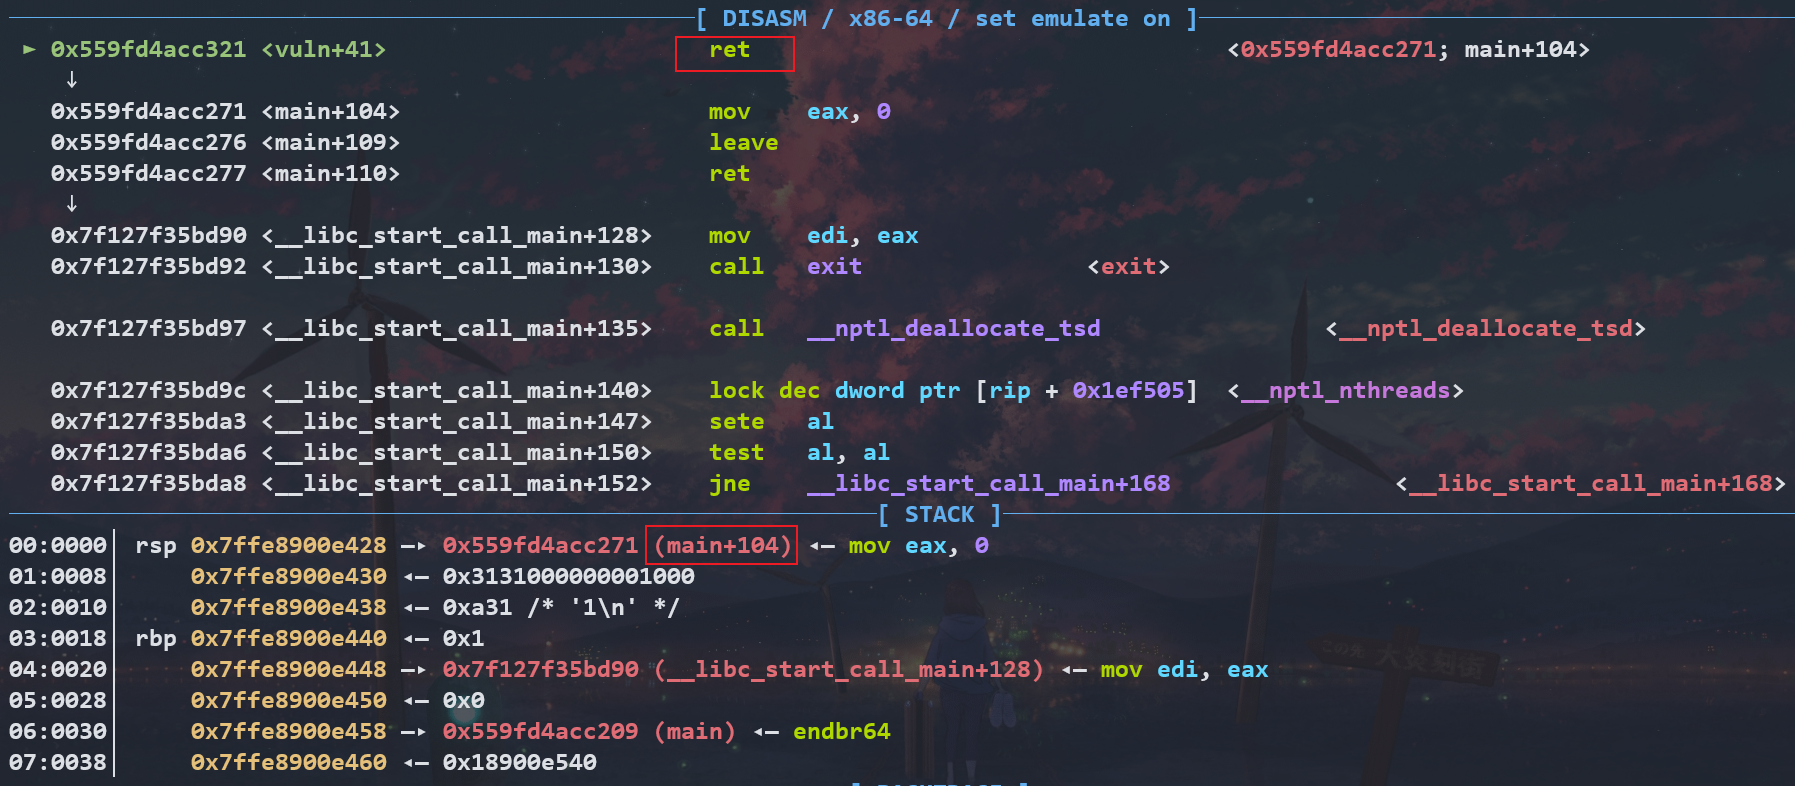 [ DISASM / x86-64 / set emulate on ]
► 0x559fd4acc321 <vuln+41> ret <0x559fd4acc271; main+104>
↓
0x559fd4acc271 <main+104> mov eax, 0
0x559fd4acc276 <main+109> leave
0x559fd4acc277 <main+110> ret
↓
0x7f127f35bd90 <__libc_start_call_main+128> mov edi, eax
0x7f127f35bd92 <__libc_start_call_main+130> call exit <exit>
0x7f127f35bd97 <__libc_start_call_main+135> call __nptl_deallocate_tsd <__nptl_deallocate_tsd>
0x7f127f35bd9c <__libc_start_call_main+140> lock dec dword ptr [rip + 0x1ef505] <__nptl_nthreads>
0x7f127f35bda3 <__libc_start_call_main+147> sete al
0x7f127f35bda6 <__libc_start_call_main+150> test al, al
0x7f127f35bda8 <__libc_start_call_main+152> jne __libc_start_call_main+168 <__libc_start_call_main+168>
[ STACK ]
00:0000│ rsp 0x7ffe8900e428 —▸ 0x559fd4acc271 (main+104) ◂— mov eax, 0
01:0008│ 0x7ffe8900e430 ◂— 0x3131000000001000
02:0010│ 0x7ffe8900e438 ◂— 0xa31 /* '1\n' */
03:0018│ rbp 0x7ffe8900e440 ◂— 0x1
04:0020│ 0x7ffe8900e448 —▸ 0x7f127f35bd90 (__libc_start_call_main+128) ◂— mov edi, eax
05:0028│ 0x7ffe8900e450 ◂— 0x0
06:0030│ 0x7ffe8900e458 —▸ 0x559fd4acc209 (main) ◂— endbr64
07:0038│ 0x7ffe8900e460 ◂— 0x18900e540